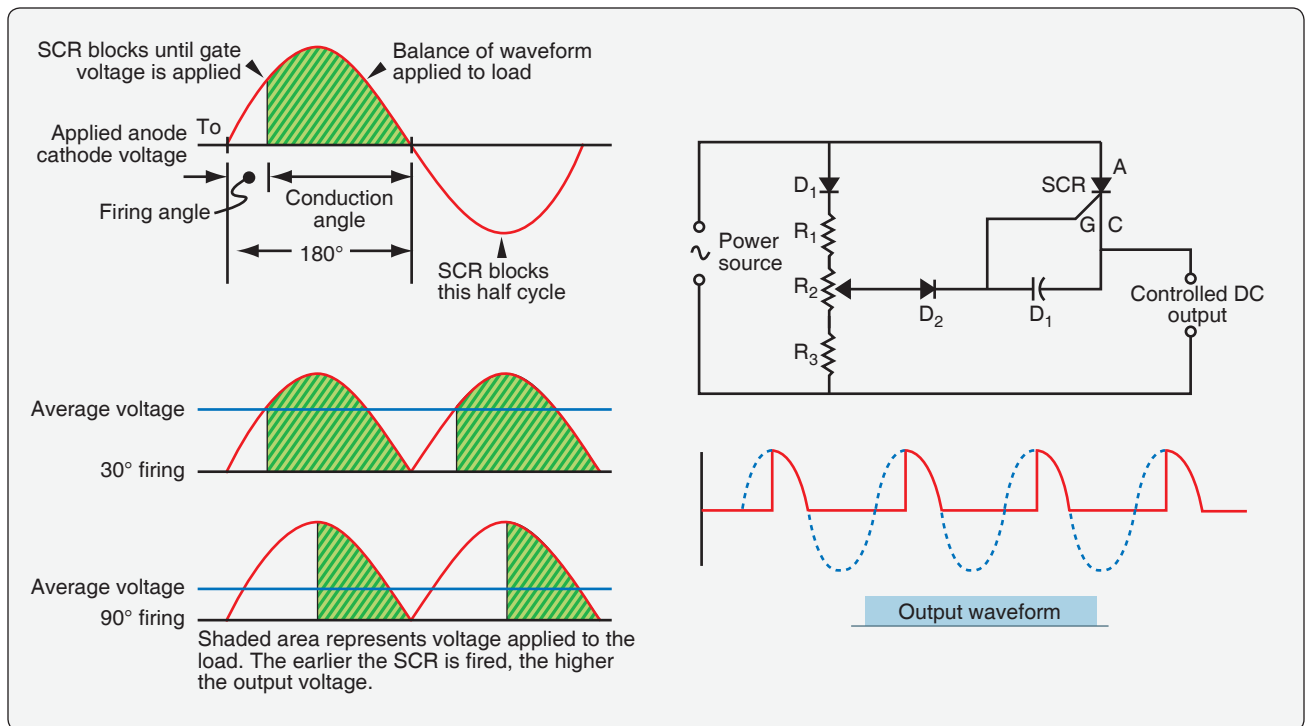 SCR blocks until gate
voltage is applied
Balance of waveform
applied to load
Applied anode
cathode voltage
To
Firing angle
Conduction
angle
180°
SCR blocks
this half cycle
Average voltage
30° firing
Average voltage
90° firing
Shaded area represents voltage applied to the
load. The earlier the SCR is fired, the higher
the output voltage.
A
D₁
SCR
R₁
G C
Power
source
R₂
D₂
D₁
Controlled DC
output
R₃
Output waveform